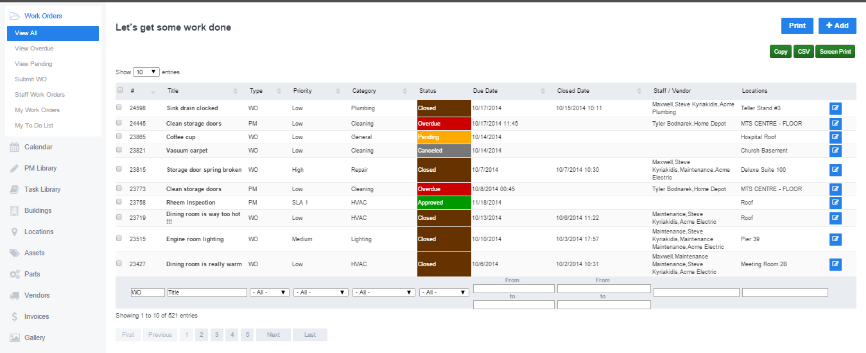 Work Orders
View All
View Overdue
View Pending
Submit WO
Staff Work Orders
My Work Orders
My To Do List
Calendar
PM Library
Task Library
Buildings
Locations
Assets
Parts
Vendors
Invoices
Gallery
Let's get some work done
Print + Add
Copy CSV Screen Print
Show 10 entries
# Title Type Priority Category Status Due Date Closed Date Staff / Vendor Locations
24598 Sink drain clocked WO Low Plumbing Closed 10/17/2014 10/15/2014 10:11 Maxwell,Steve Kyriakidis,Acme Teller Stand #3
Plumbing
24446 Clean storage doors PM Low Cleaning Overdue 10/17/2014 11:45 Tyler Bodnarek,Home Depot MTS CENTRE - FLOOR
23865 Coffee cup WO Low General Pending 10/14/2014 Hospital Roof
23821 Vacuum carpet WO Low Cleaning Canceled 10/14/2014 Church Basement
23815 Storage door spring broken WO High Repair Closed 10/7/2014 10/7/2014 10:30 Maxwell,Steve Deluxe Suite 100
Kyriakidis,Maintenance,Acme
Electric
23773 Clean storage doors PM Low Cleaning Overdue 10/8/2014 00:45 Tyler Bodnarek,Home Depot MTS CENTRE - FLOOR
23758 Rheem Inspection PM SLA 1 HVAC Approved 11/18/2014 Roof
23719 Dining room is way too hot WO Low HVAC Closed 10/13/2014 10/6/2014 11:22 Maintenance,Steve Roof
!!! Kyriakidis,Acme Electric
23515 Engine room lighting WO Medium Lighting Closed 10/10/2014 10/3/2014 17:57 Maintenance,Steve Pier 39
Kyriakidis,Maintenance
Maintenance,Acme Electric
23427 Dining room is really warm WO Low HVAC Closed 10/6/2014 10/2/2014 10:31 Maxwell,Maintenance Meeting Room 2B
Maintenance,Steve
Kyriakidis,Acme Electric
WO Title - All - - All - - All - - All - From From
to to
Showing 1 to 10 of 521 entries
First Previous 1 2 3 4 5 Next Last